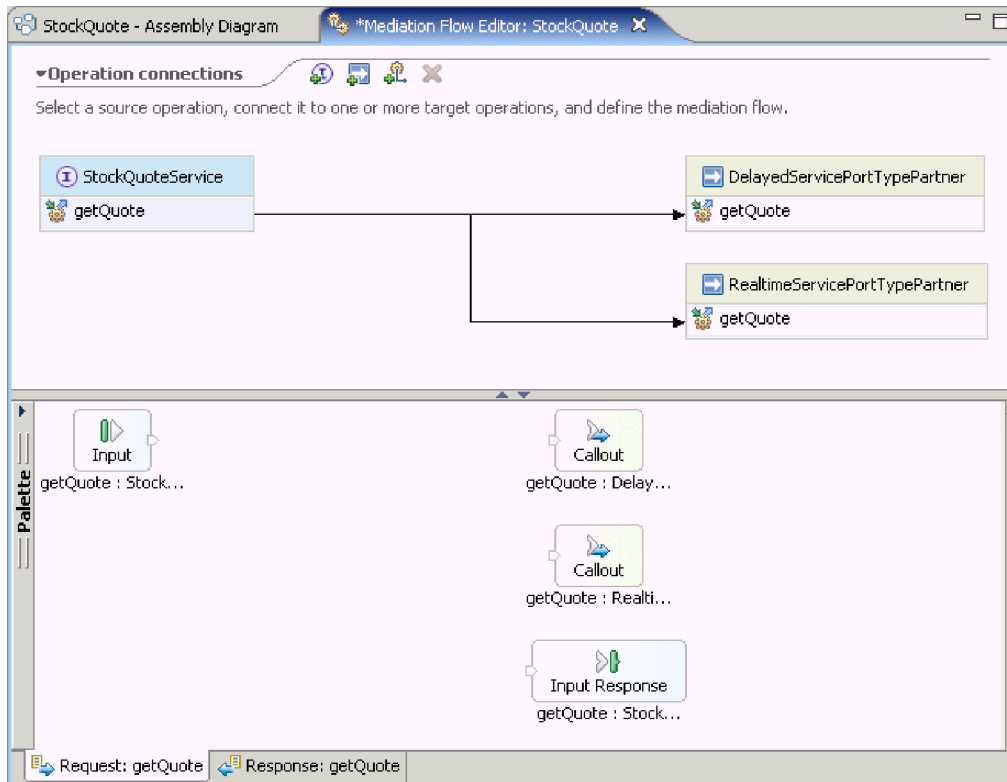 StockQuote - Assembly Diagram
*Mediation Flow Editor: StockQuote
Operation connections
Select a source operation, connect it to one or more target operations, and define the mediation flow.
StockQuoteService
getQuote
DelayedServicePortTypePartner
getQuote
RealtimeServicePortTypePartner
getQuote
Palette
Input
getQuote : Stock...
Callout
getQuote : Delay...
Callout
getQuote : Realti...
Input Response
getQuote : Stock...
Request: getQuote
Response: getQuote